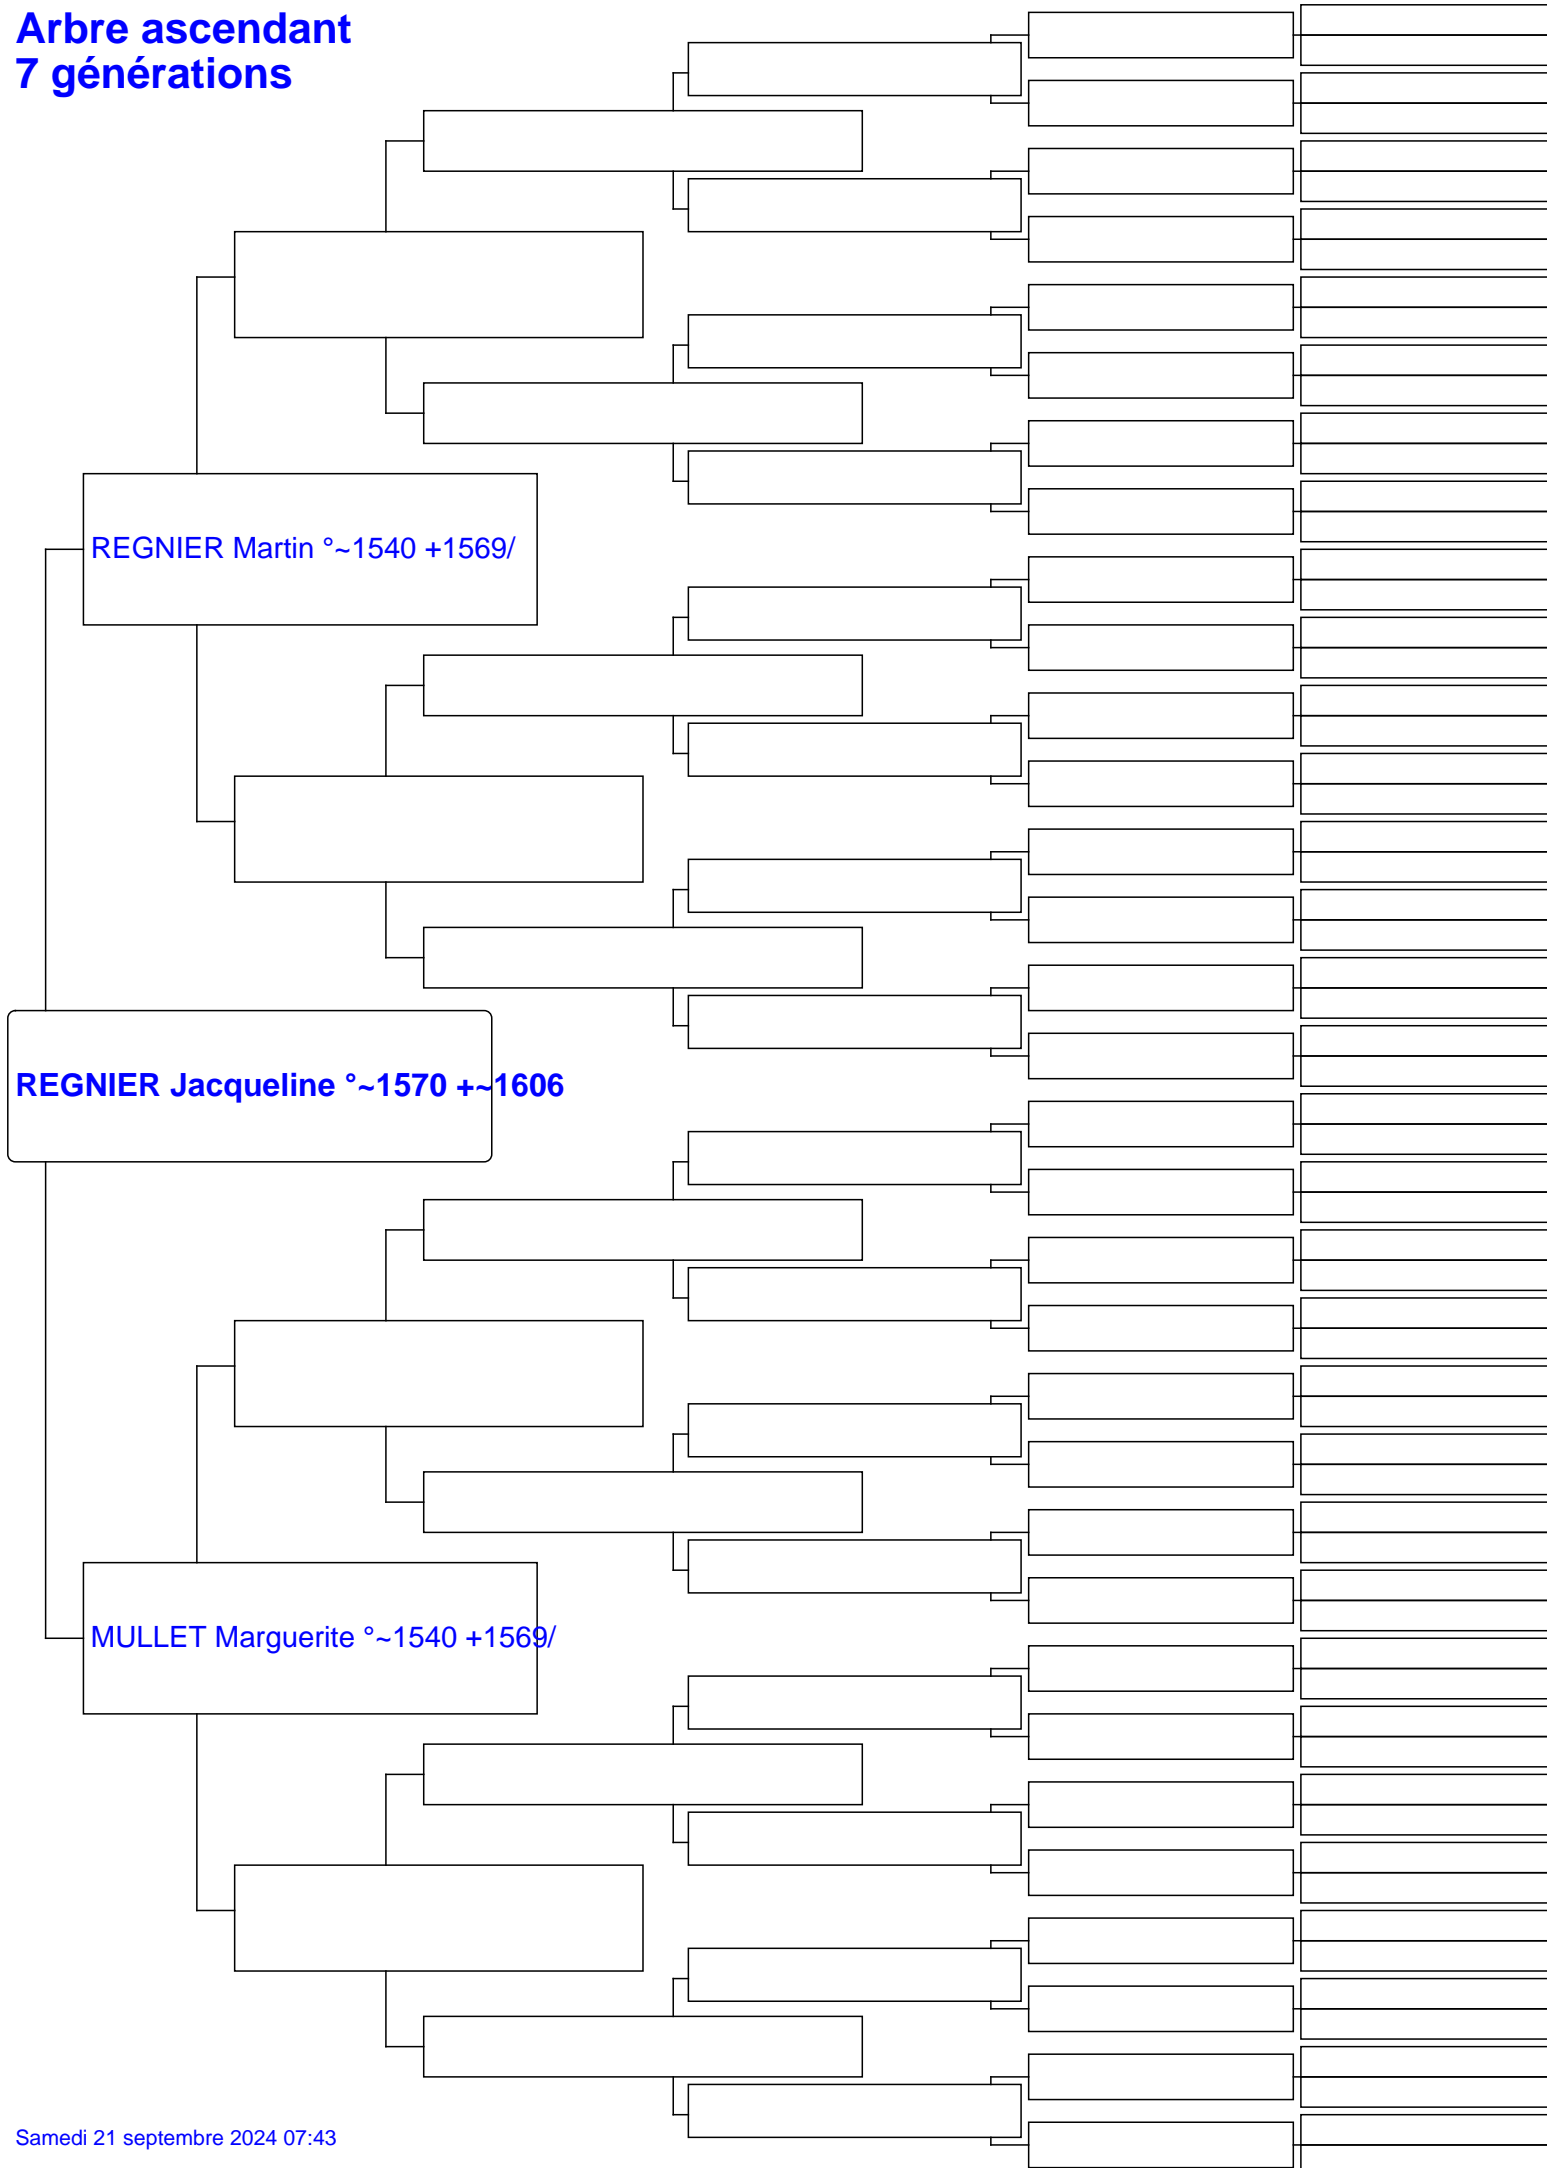 Arbre ascendant
7 générations
REGNIER Martin °~1540 +1569/
REGNIER Jacqueline °~1570 +~1606
MULLET Marguerite °~1540 +1569/
Samedi 21 septembre 2024 07:43